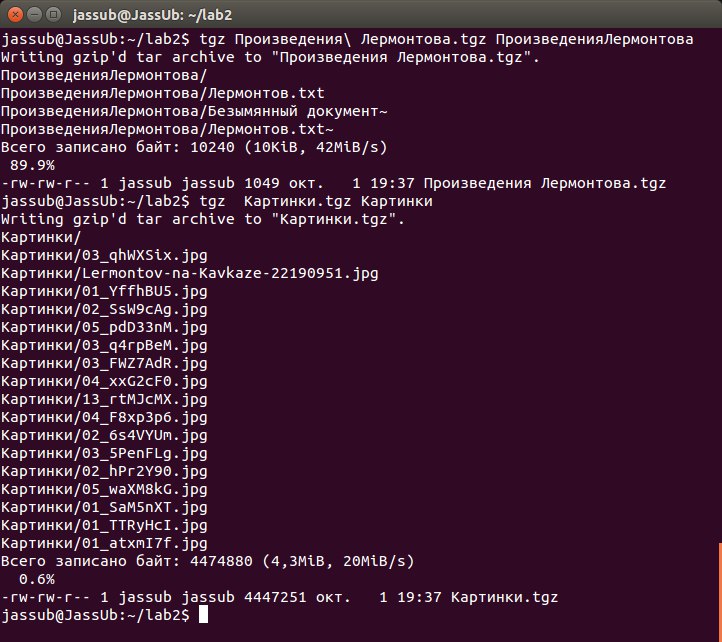 jassub@JassUb: ~/lab2
jassub@JassUb:~/lab2$ tgz Произведения\ Лермонтова.tgz ПроизведенияЛермонтова
Writing gzip'd tar archive to "Произведения Лермонтова.tgz".
ПроизведенияЛермонтова/
ПроизведенияЛермонтова/Лермонтов.txt
ПроизведенияЛермонтова/Безымянный документ~
ПроизведенияЛермонтова/Лермонтов.txt~
Всего записано байт: 10240 (10KiB, 42MiB/s)
 89.9%
-rw-rw-r-- 1 jassub jassub 1049 окт.   1 19:37 Произведения Лермонтова.tgz
jassub@JassUb:~/lab2$ tgz  Картинки.tgz Картинки
Writing gzip'd tar archive to "Картинки.tgz".
Картинки/
Картинки/03_qhWXSix.jpg
Картинки/Lermontov-na-Kavkaze-22190951.jpg
Картинки/01_YffhBU5.jpg
Картинки/02_SsW9cAg.jpg
Картинки/05_pdD33nM.jpg
Картинки/03_q4rpBeM.jpg
Картинки/03_FWZ7AdR.jpg
Картинки/04_xxG2cF0.jpg
Картинки/13_rtMJcMX.jpg
Картинки/04_F8xp3p6.jpg
Картинки/02_6s4VYUm.jpg
Картинки/03_5PenFLg.jpg
Картинки/02_hPr2Y90.jpg
Картинки/05_waXM8kG.jpg
Картинки/01_SaM5nXT.jpg
Картинки/01_TTRyHcI.jpg
Картинки/01_atxmI7f.jpg
Всего записано байт: 4474880 (4,3MiB, 20MiB/s)
  0.6%
-rw-rw-r-- 1 jassub jassub 4447251 окт.   1 19:37 Картинки.tgz
jassub@JassUb:~/lab2$